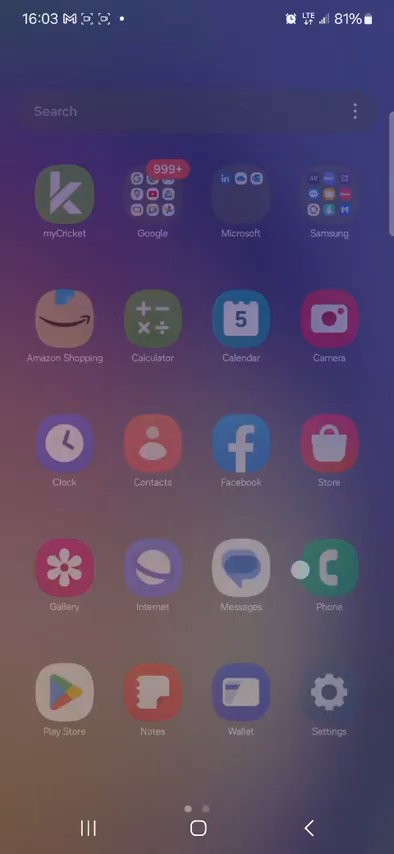 16:03 LTE 81%
Search
999+
myCricket Google Microsoft Samsung
5
Amazon Shopping Calculator Calendar Camera
Clock Contacts Facebook Store
Gallery Internet Messages Phone
Play Store Notes Wallet Settings